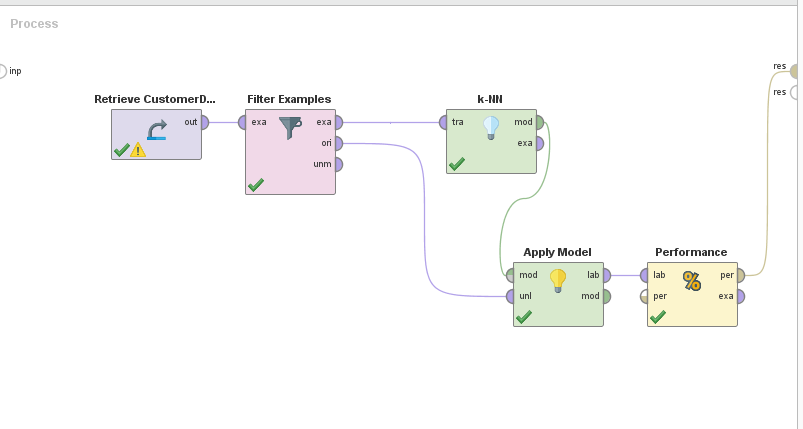 Process
inp
res
res
Retrieve CustomerD...
out
Filter Examples
exa
exa
ori
unm
k-NN
tra
mod
exa
Apply Model
mod
lab
unl
mod
Performance
%
lab
per
per
exa